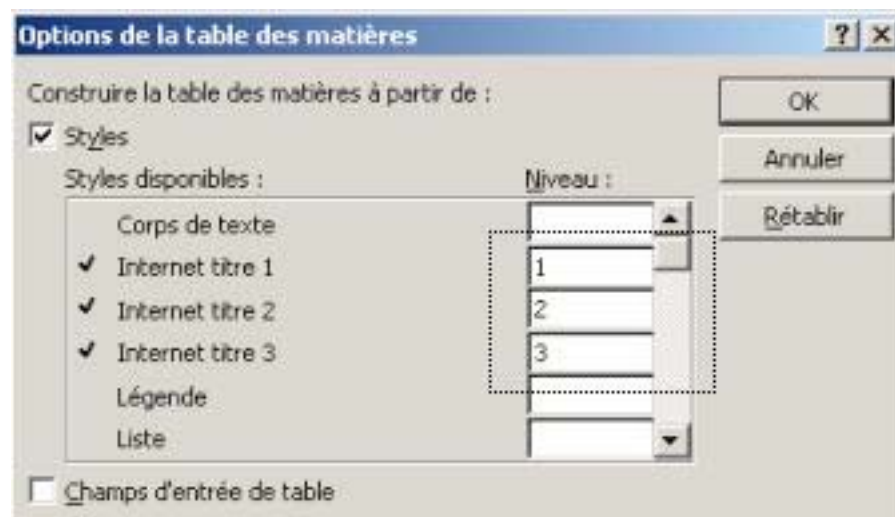 Options de la table des matières
Construire la table des matières à partir de :
OK
Styles
Annuler
Styles disponibles :
Niveau :
Rétablir
Corps de texte
Internet titre 1
1
Internet titre 2
2
Internet titre 3
3
Légende
Liste
Champs d'entrée de table